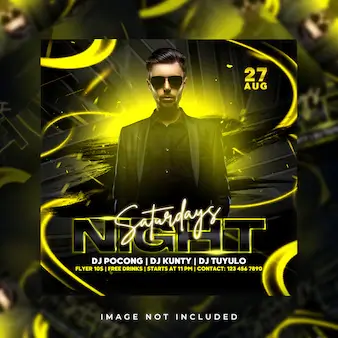 27
AUG
Saturdays
NIGHT
DJ POCONG | DJ KUNTY | DJ TUYULO
FLYER 10$ | FREE DRINKS | STARTS AT 11 PM | CONTACT: 123 456 7890
IMAGE NOT INCLUDED